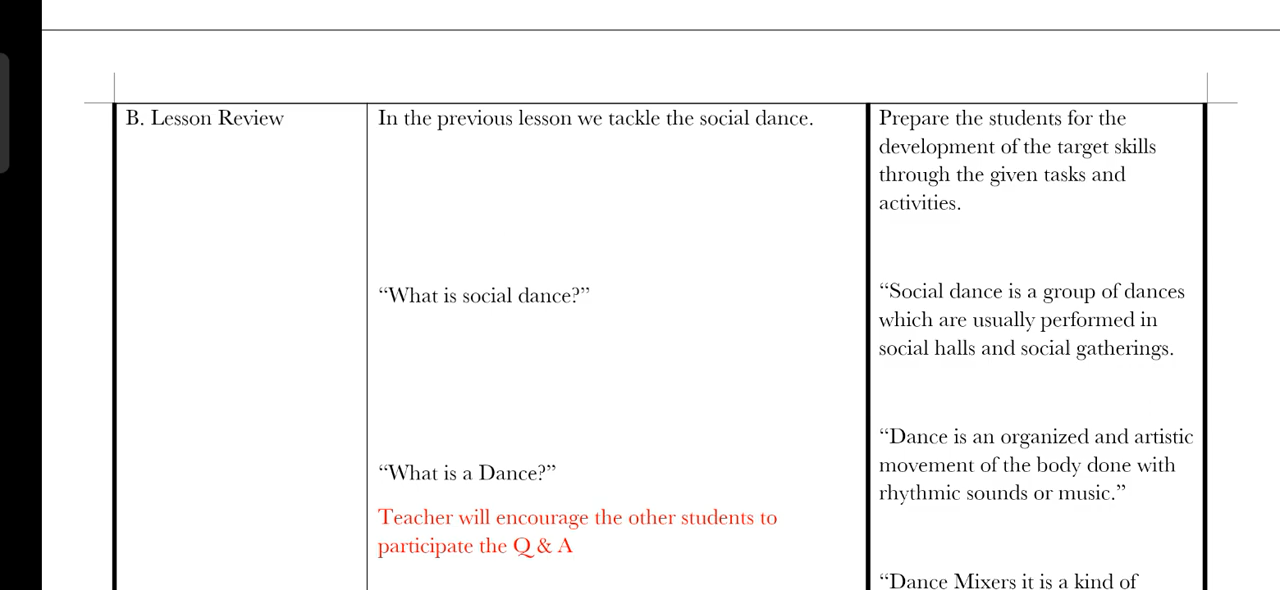 B. Lesson Review
In the previous lesson we tackle the social dance.
“What is social dance?”
“What is a Dance?”
Teacher will encourage the other students to
participate the Q & A
Prepare the students for the
development of the target skills
through the given tasks and
activities.
“Social dance is a group of dances
which are usually performed in
social halls and social gatherings.
“Dance is an organized and artistic
movement of the body done with
rhythmic sounds or music.”
“Dance Mixers it is a kind of